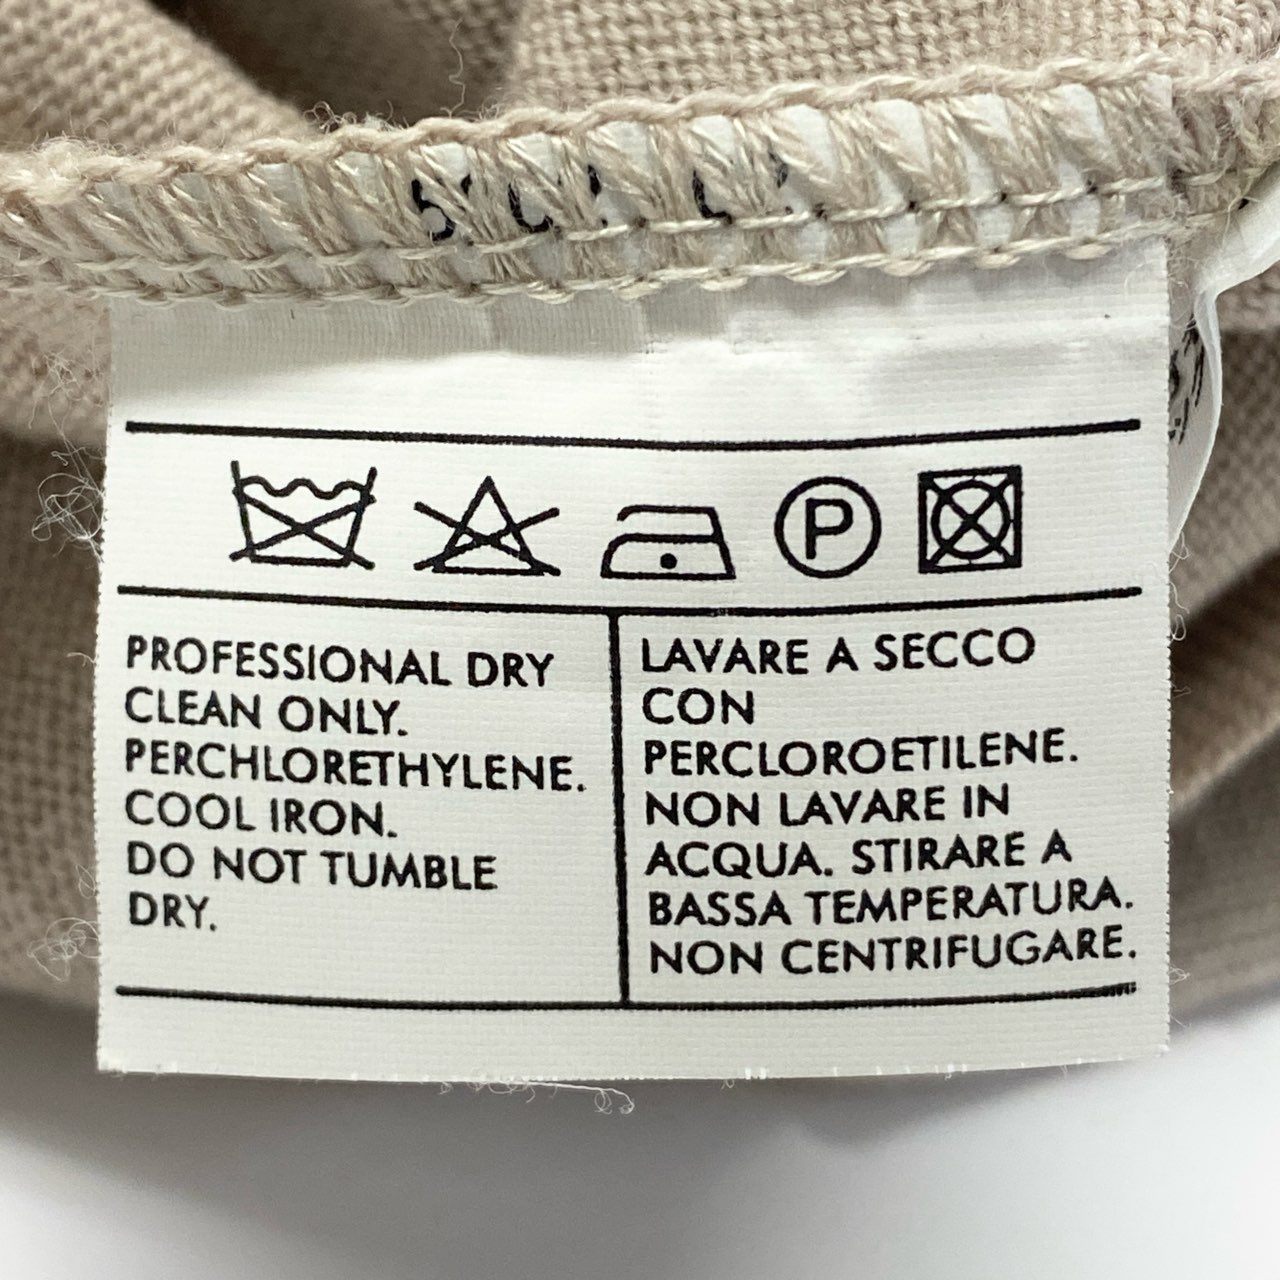 P
PROFESSIONAL DRY
CLEAN ONLY.
PERCHLORETHYLENE.
COOL IRON.
DO NOT TUMBLE
DRY.
LAVARE A SECCO
CON
PERCLOROETILENE.
NON LAVARE IN
ACQUA. STIRARE A
BASSA TEMPERATURA.
NON CENTRIFUGARE.